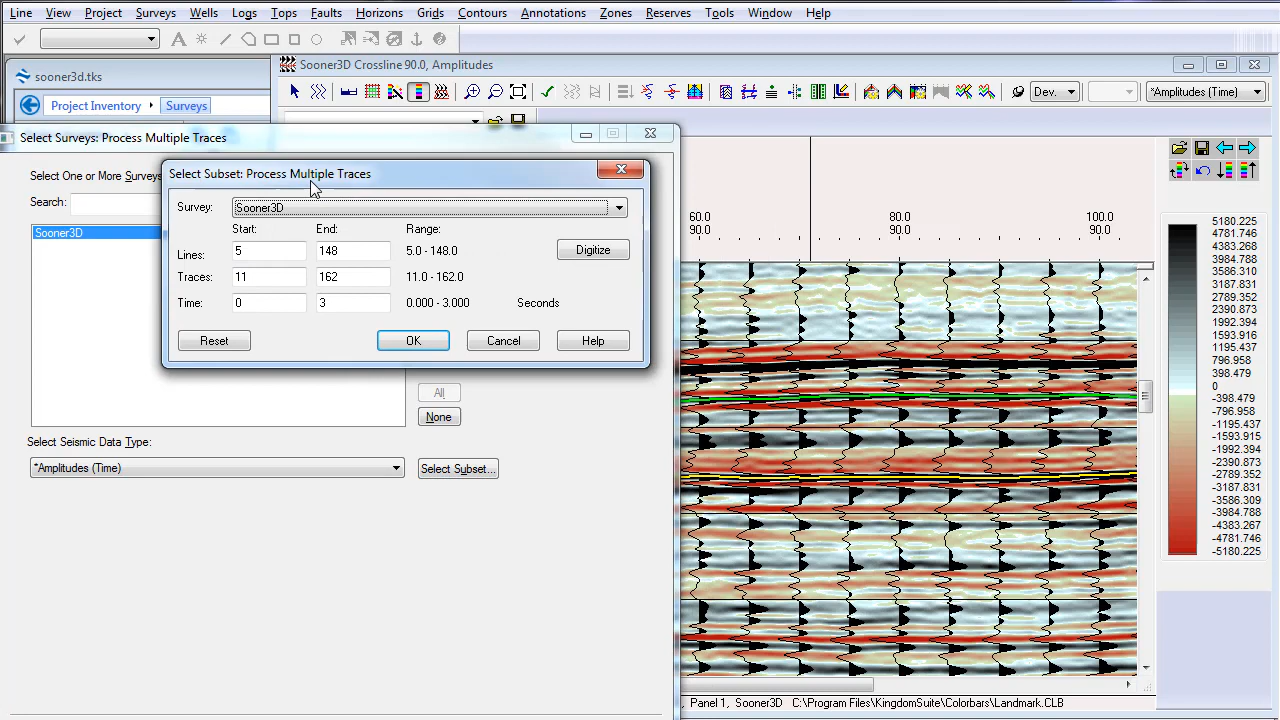 Line View Project Surveys Wells Logs Tops Faults Horizons Grids Contours Annotations Zones Reserves Tools Window Help
sooner3d.tks
Sooner3D Crossline 90.0, Amplitudes
Project Inventory Surveys
Dev...
*Amplitudes (Time)
Select Surveys: Process Multiple Traces
Select One or More Surveys
Search:
Sooner3D
Select Subset: Process Multiple Traces
Survey: Sooner3D
Start: End: Range:
Lines: 5 148 5.0 - 148.0 Digitize
Traces: 11 162 11.0 - 162.0
Time: 0 3 0.000 - 3.000 Seconds
Reset OK Cancel Help
All
None
Select Seismic Data Type:
*Amplitudes (Time) Select Subset...
60.0 80.0 100.0
90.0 90.0 90.0
5180.225
4781.746
4383.268
3984.788
3586.310
3187.831
2789.352
2390.873
1992.394
1593.916
1195.437
796.958
398.479
0
-398.479
-796.958
-1195.437
-1593.915
-1992.394
-2390.873
-2789.352
-3187.831
-3586.309
-3984.788
-4383.267
-4781.746
-5180.225
, Panel 1, Sooner3D C:\Program Files\KingdomSuite\Colorbars\Landmark.CLB